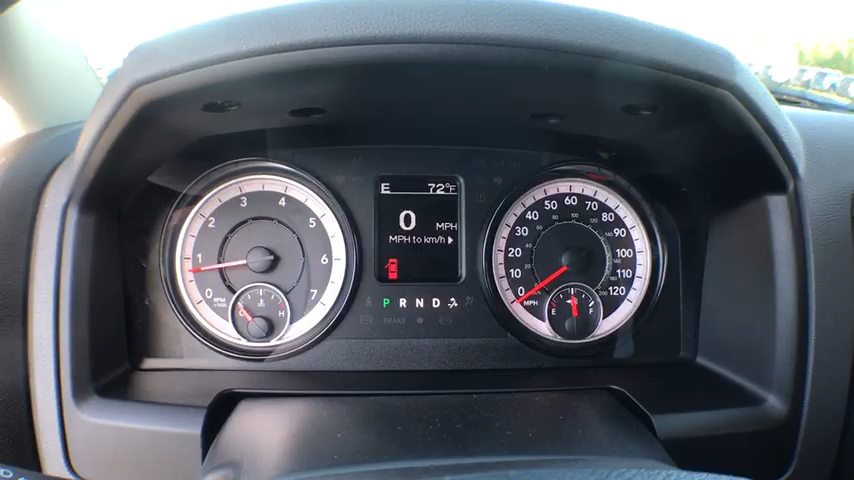 E 72°F
0 MPH
MPH to km/h
0 1 2 3 4 5 6 7
RPM
C H
P R N D
BRAKE
0 10 20 30 40 50 60 70 80 90 100 110 120
MPH
E F